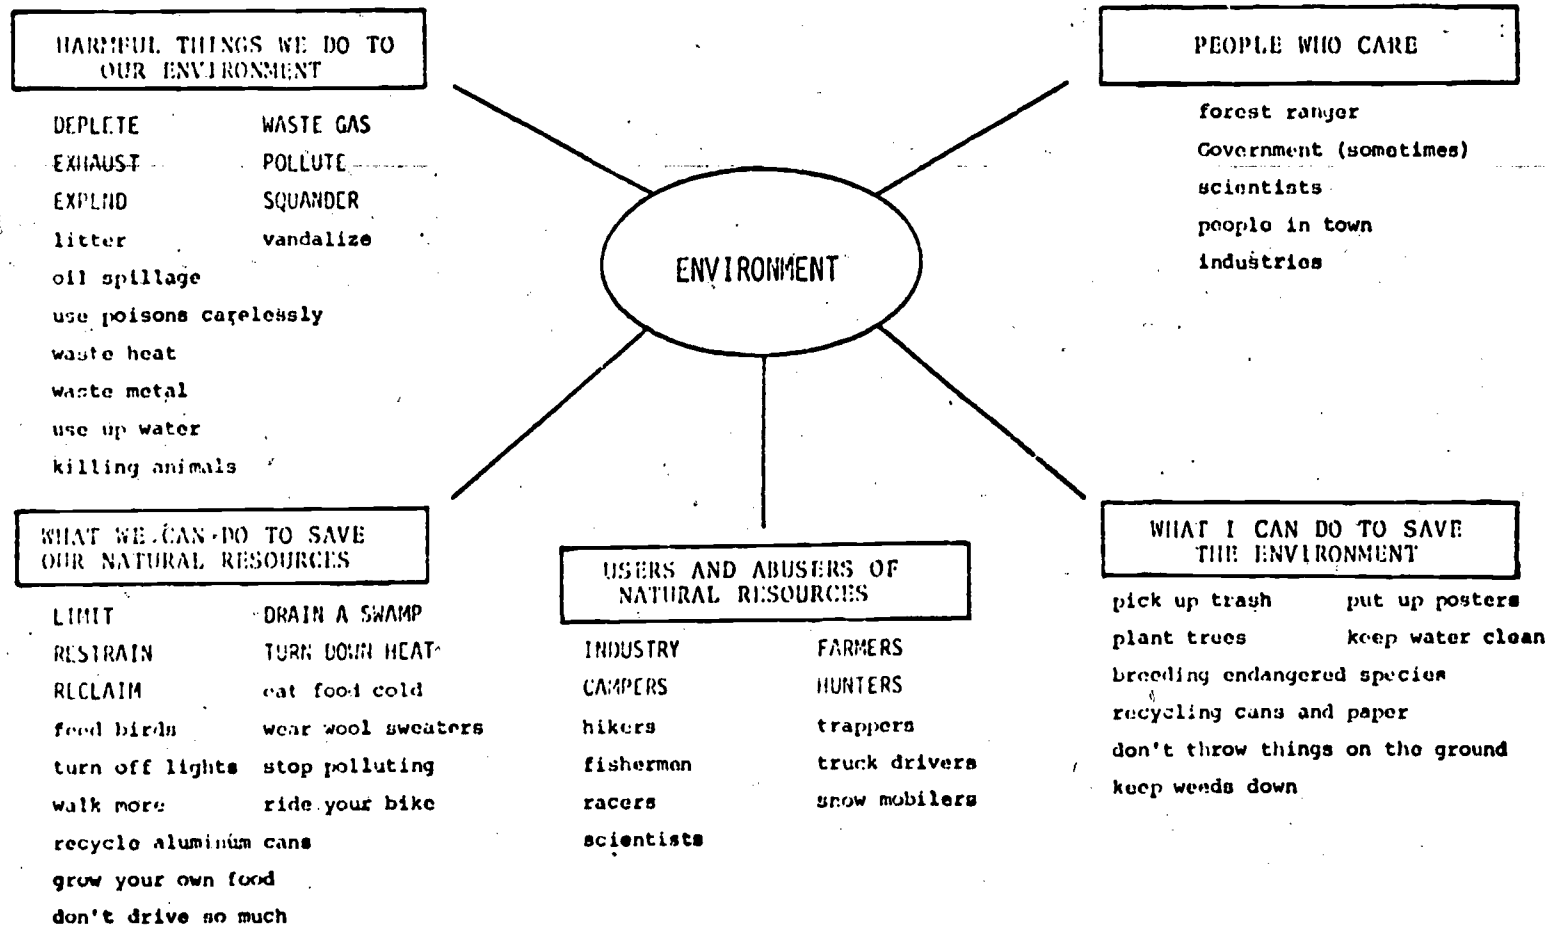 HARMFUL THINGS WE DO TO
OUR ENVIRONMENT
DEPLETE WASTE GAS
EXHAUST POLLUTE
EXPEND SQUANDER
litter vandalize
oil spillage
use poisons carelessly
waste heat
waste metal
use up water
killing animals
PEOPLE WHO CARE
forest ranger
Government (sometimes)
scientists
people in town
industries
ENVIRONMENT
WHAT WE CAN DO TO SAVE
OUR NATURAL RESOURCES
LIMIT DRAIN A SWAMP
RESTRAIN TURN DOWN HEAT
RECLAIM eat food cold
feed birds wear wool sweaters
turn off lights stop polluting
walk more ride your bike
recycle aluminum cans
grow your own food
don't drive so much
USERS AND ABUSERS OF
NATURAL RESOURCES
INDUSTRY FARMERS
CAMPERS HUNTERS
hikers trappers
fishermen truck drivers
racers snow mobilers
scientists
WHAT I CAN DO TO SAVE
THE ENVIRONMENT
pick up trash put up posters
plant trees keep water clean
breeding endangered species
recycling cans and paper
don't throw things on the ground
keep weeds down